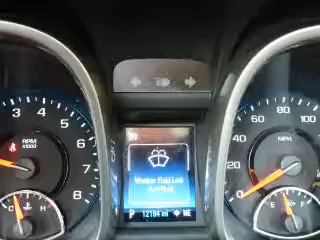 3 4 5 6 7 8
RPM
x1000
C H
Washer Fluid Low
Add Fluid
P 12184 mi NE
MPH
0 20 40 60 80 100
E F